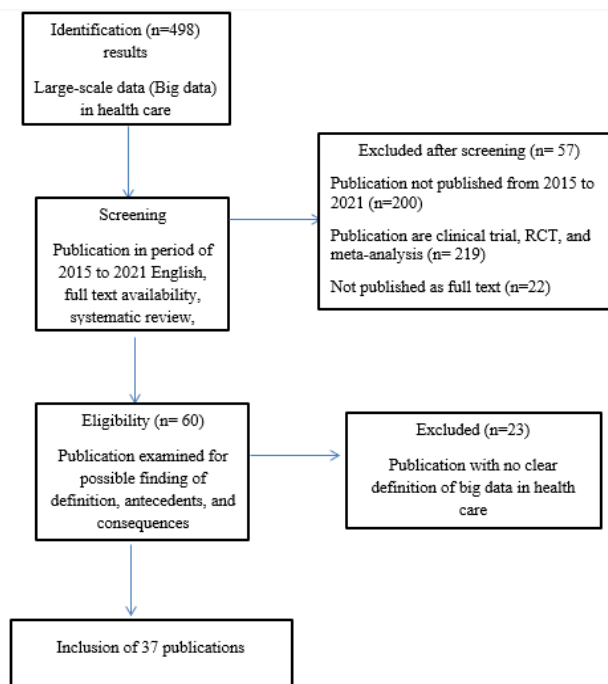 Identification (n=498)
results
Large-scale data (Big data)
in health care
Excluded after screening (n= 57)
Publication not published from 2015 to
2021 (n=200)
Publication are clinical trial, RCT, and
meta-analysis (n= 219)
Not published as full text (n=22)
Screening
Publication in period of
2015 to 2021 English,
full text availability,
systematic review,
Eligibility (n= 60)
Publication examined for
possible finding of
definition, antecedents, and
consequences
Excluded (n=23)
Publication with no clear
definition of big data in health
care
Inclusion of 37 publications